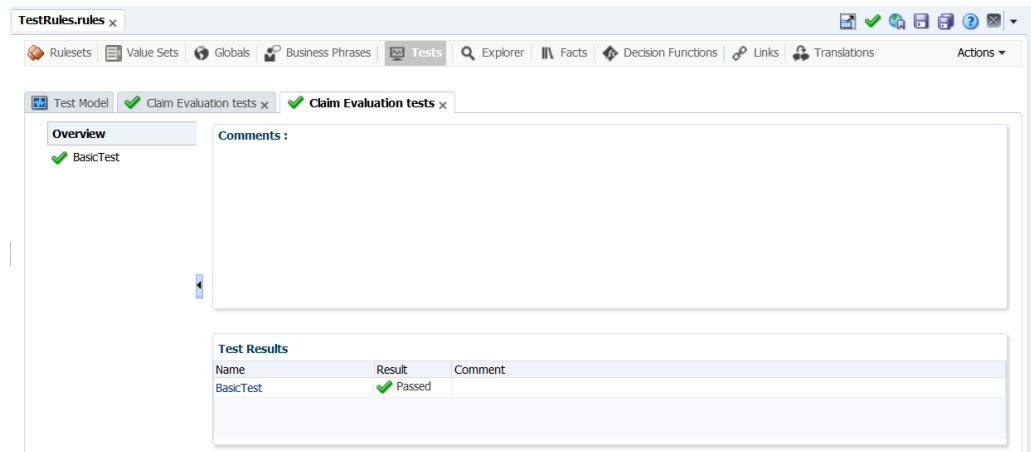 TestRules.rules x
Rulesets Value Sets Globals Business Phrases Tests Explorer Facts Decision Functions Links Translations Actions
Test Model Claim Evaluation tests x Claim Evaluation tests x
Overview
BasicTest
Comments :
Test Results
Name Result Comment
BasicTest Passed